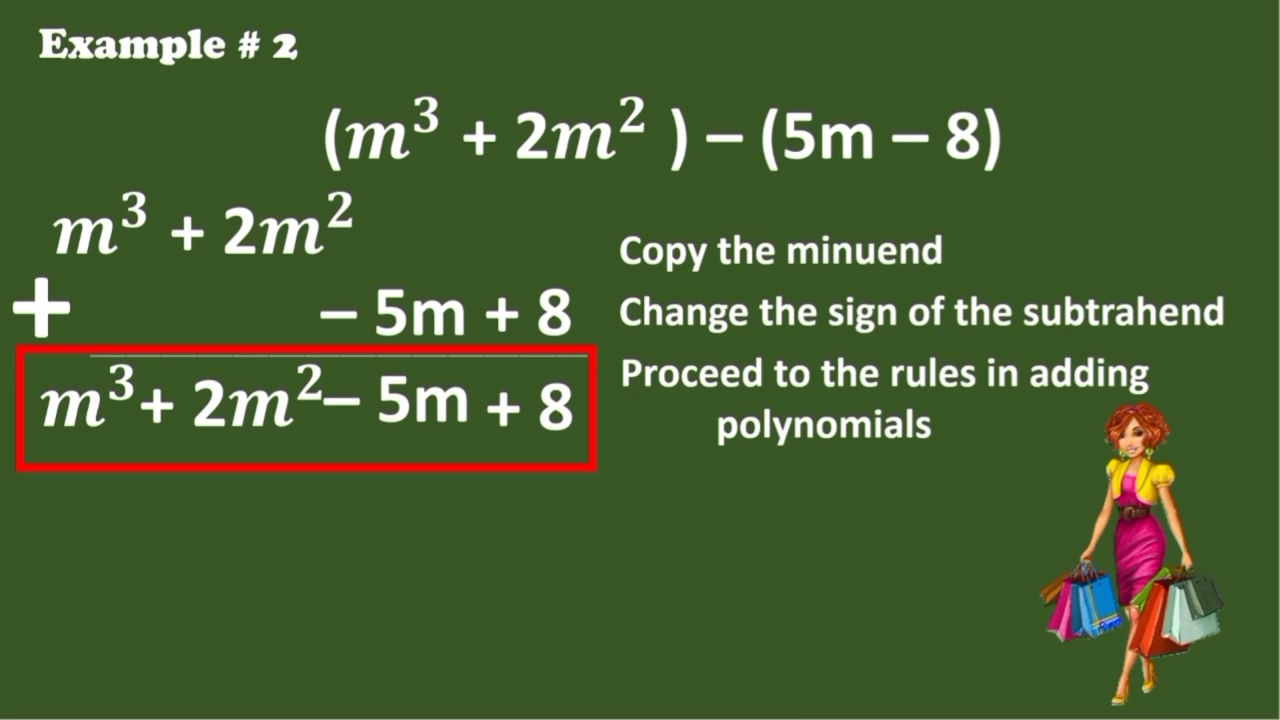 Example # 2
(m³ + 2m² ) – (5m – 8)
m³ + 2m²
+ – 5m + 8
m³+ 2m²– 5m + 8
Copy the minuend
Change the sign of the subtrahend
Proceed to the rules in adding
polynomials